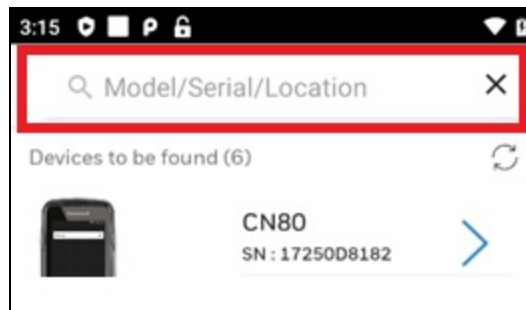 3:15
Model/Serial/Location
Devices to be found (6)
CN80
SN : 17250D8182